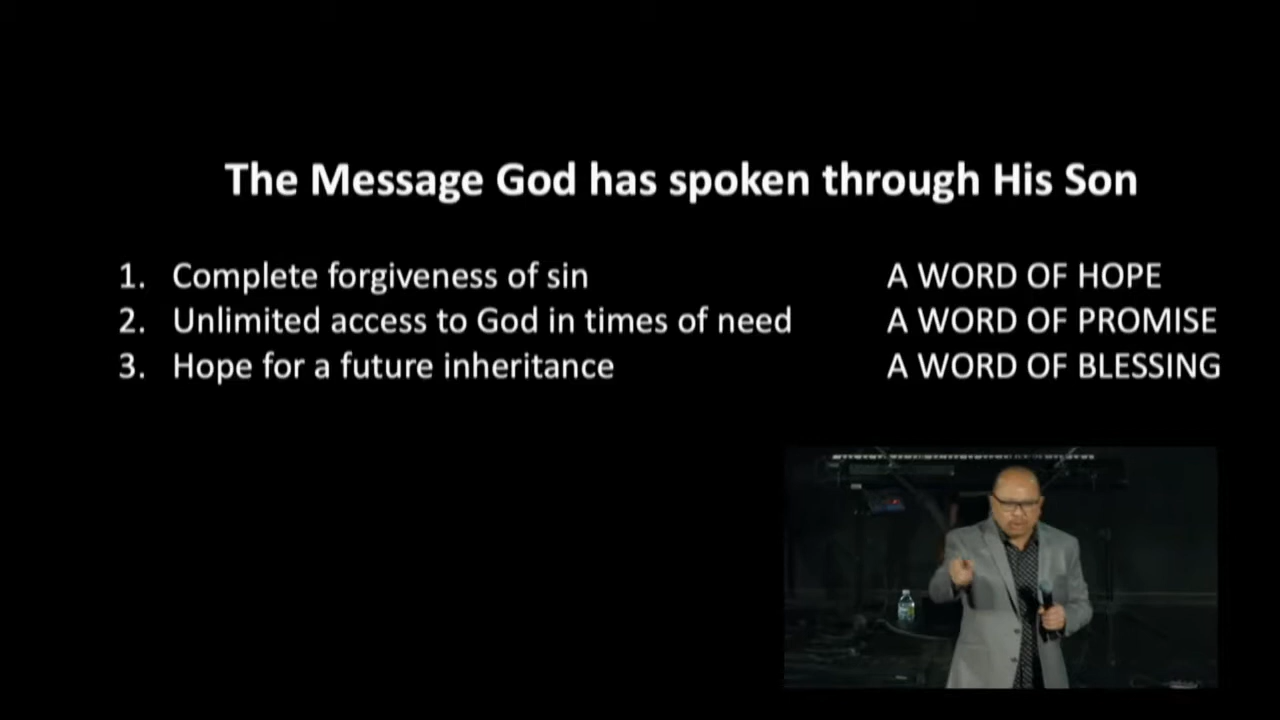 The Message God has spoken through His Son
1. Complete forgiveness of sin A WORD OF HOPE
2. Unlimited access to God in times of need A WORD OF PROMISE
3. Hope for a future inheritance A WORD OF BLESSING